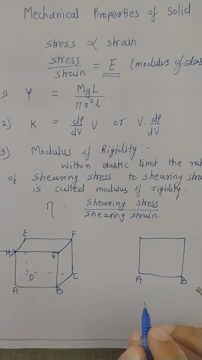 Mechanical Properties of Solid
stress ∝ strain
stress/strain = E (modulus of elas
1) Y = MgL/πr²l
2) K = dP/dV V or V. dP/dV
3) Modulus of Rigidity:-
within elastic limit the ra
of shearing stress to shearing stra
is called modulus of rigidity.
η = shearing stress/shearing strain.
E F
H G
D C
A B
A B